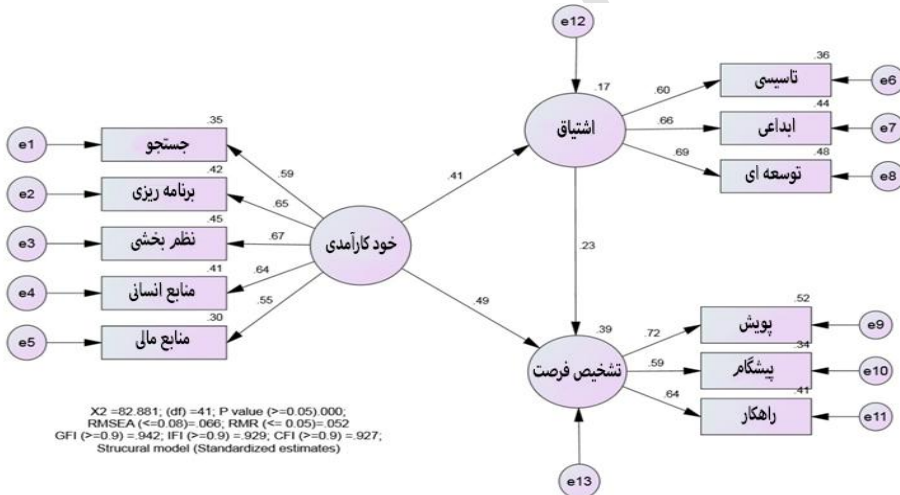 e12
.36
تاسیسی
e6
.17
.60
.44
اشتیاق
.66
ابداعی
e7
.69
.48
توسعه ای
e8
.35
e1
جستجو
.59
.42
e2
برنامه ریزی
.65
.41
.45
e3
نظم بخشی
.67
خود کارآمدی
.23
.41
e4
منابع انسانی
.64
.49
.30
e5
منابع مالی
.55
.52
پویش
e9
.39
.72
.34
تشخیص فرصت
.59
پیشگام
e10
.64
.41
راهکار
e11
e13
X2 =82.881; (df) =41; P value (>=0.05).000;
RMSEA (<=0.08)=.066; RMR (<= 0.05)=.052
GFI (>=0.9) =.942; IFI (>=0.9) =.929; CFI (>=0.9) =.927;
Strucural model (Standardized estimates)